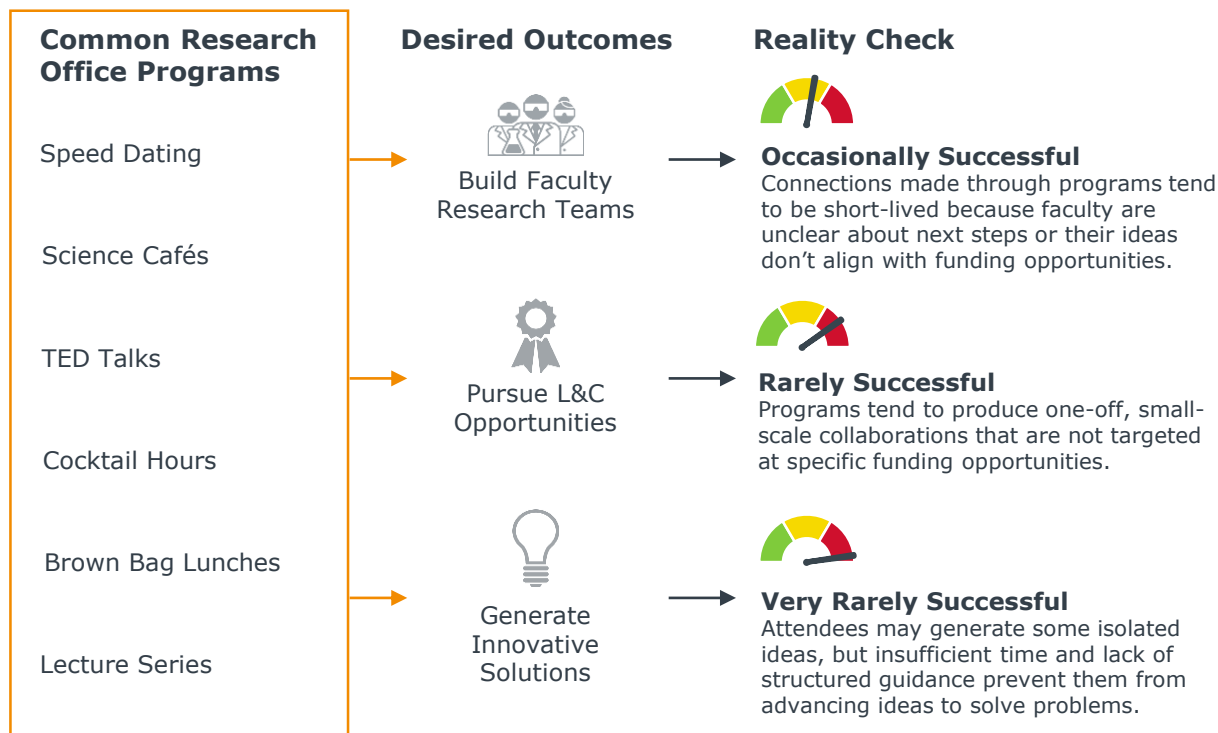 Common Research
Office Programs
Speed Dating
Science Cafés
TED Talks
Cocktail Hours
Brown Bag Lunches
Lecture Series
Desired Outcomes
Build Faculty
Research Teams
Pursue L&C
Opportunities
Generate
Innovative
Solutions
Reality Check
Occasionally Successful
Connections made through programs tend
to be short-lived because faculty are
unclear about next steps or their ideas
don’t align with funding opportunities.
Rarely Successful
Programs tend to produce one-off, small-
scale collaborations that are not targeted
at specific funding opportunities.
Very Rarely Successful
Attendees may generate some isolated
ideas, but insufficient time and lack of
structured guidance prevent them from
advancing ideas to solve problems.